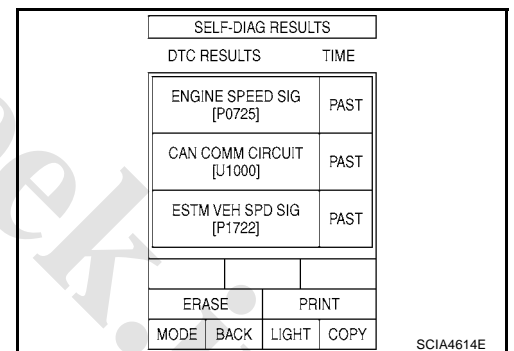 SELF-DIAG RESULTS
DTC RESULTS TIME
ENGINE SPEED SIG
[P0725]
PAST
CAN COMM CIRCUIT
[U1000]
PAST
ESTM VEH SPD SIG
[P1722]
PAST
ERASE PRINT
MODE BACK LIGHT COPY
SCIA4614E